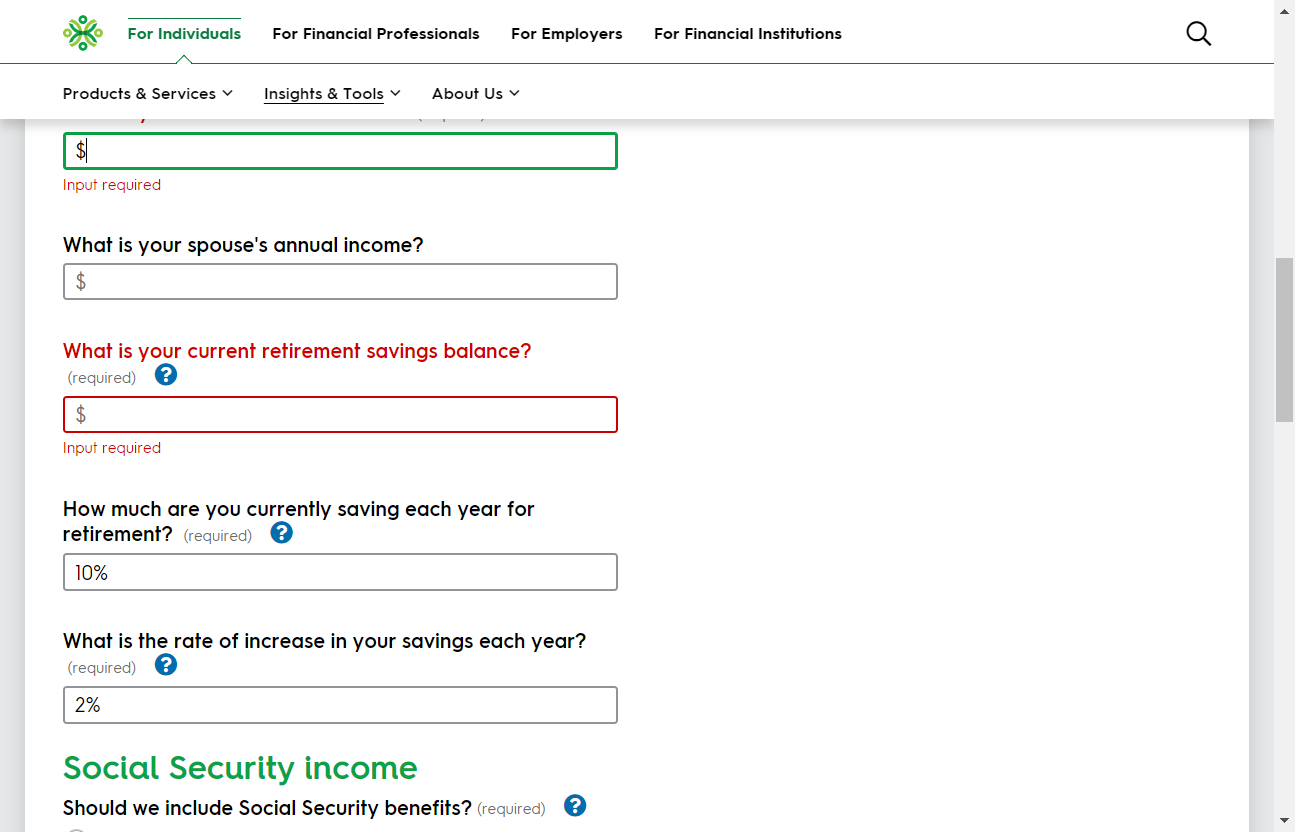 For Individuals
For Financial Professionals
For Employers
For Financial Institutions
Products & Services
Insights & Tools
About Us
$
Input required
What is your spouse's annual income?
$
What is your current retirement savings balance?
(required)
$
Input required
How much are you currently saving each year for
retirement? (required)
10%
What is the rate of increase in your savings each year?
(required)
2%
Social Security income
Should we include Social Security benefits? (required)